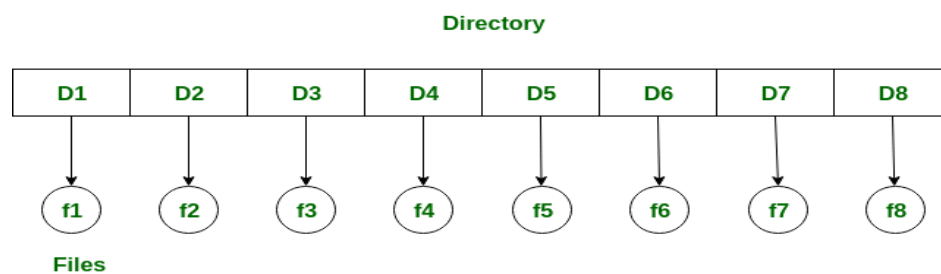 Directory
D1 D2 D3 D4 D5 D6 D7 D8
f1 f2 f3 f4 f5 f6 f7 f8
Files